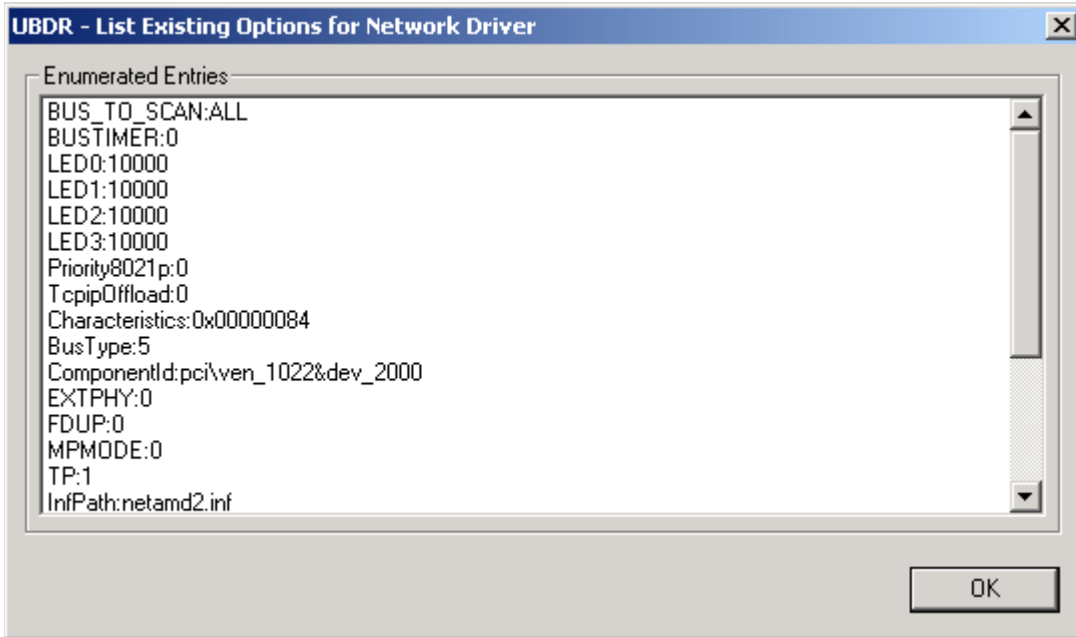 UBDR - List Existing Options for Network Driver
Enumerated Entries
BUS_TO_SCAN:ALL
BUSTIMER:0
LED0:10000
LED1:10000
LED2:10000
LED3:10000
Priority8021p:0
TcpipOffload:0
Characteristics:0x00000084
BusType:5
ComponentId:pci\ven_1022&dev_2000
EXTPHY:0
FDUP:0
MPMODE:0
TP:1
InfPath:netamd2.inf
OK